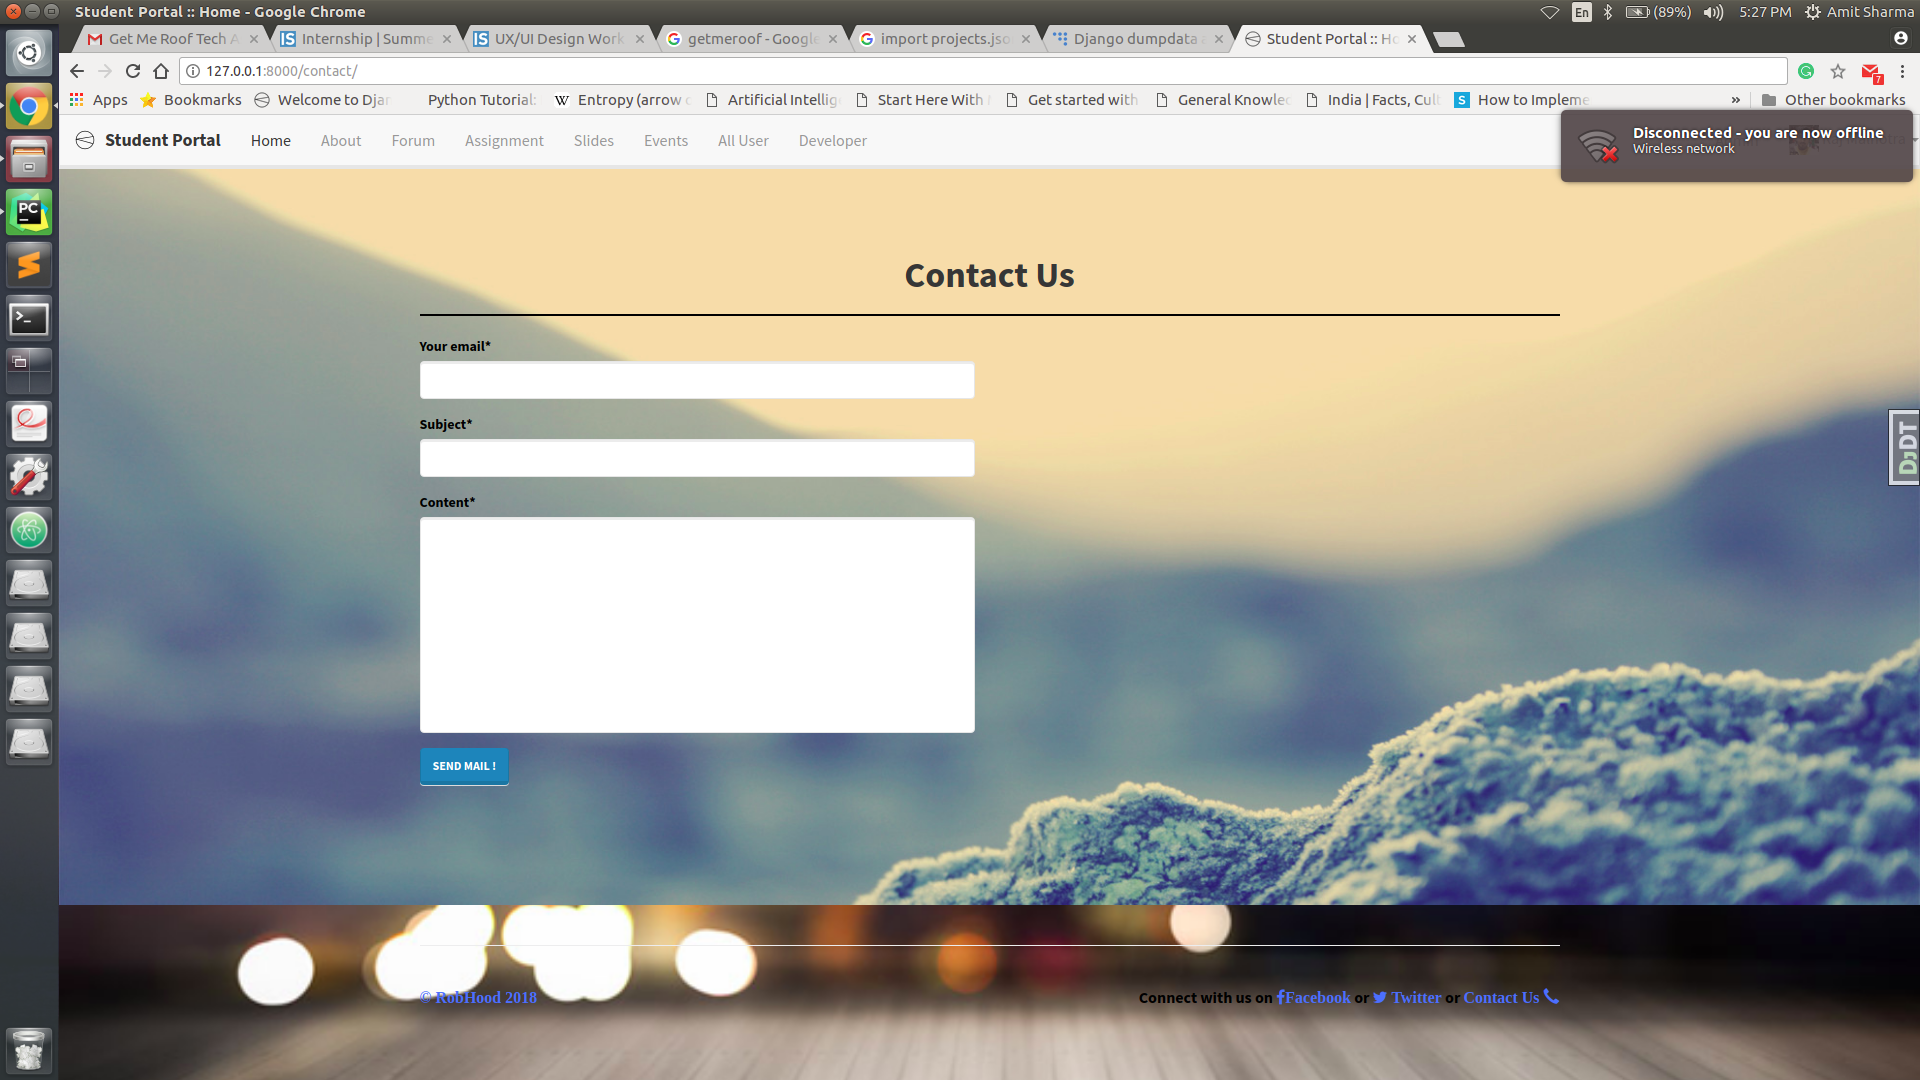 Student Portal :: Home - Google Chrome
En (89%) 5:27 PM Amit Sharma
Get Me Roof Tech A Internship | Summe UX/UI Design Work getmeroof - Google import projects.jso Django dumpdata Student Portal :: Ho
127.0.0.1:8000/contact/
7
Apps Bookmarks Welcome to Djan Python Tutorial: W Entropy (arrow o Artificial Intellig Start Here With Get started with General Knowled India | Facts, Cult S How to Impleme » Other bookmarks
Student Portal Home About Forum Assignment Slides Events All User Developer
Disconnected - you are now offline
Wireless network
Contact Us
Your email*
Subject*
Content*
SEND MAIL !
DJDT
PC
© RobHood 2018
Connect with us on Facebook or Twitter or Contact Us